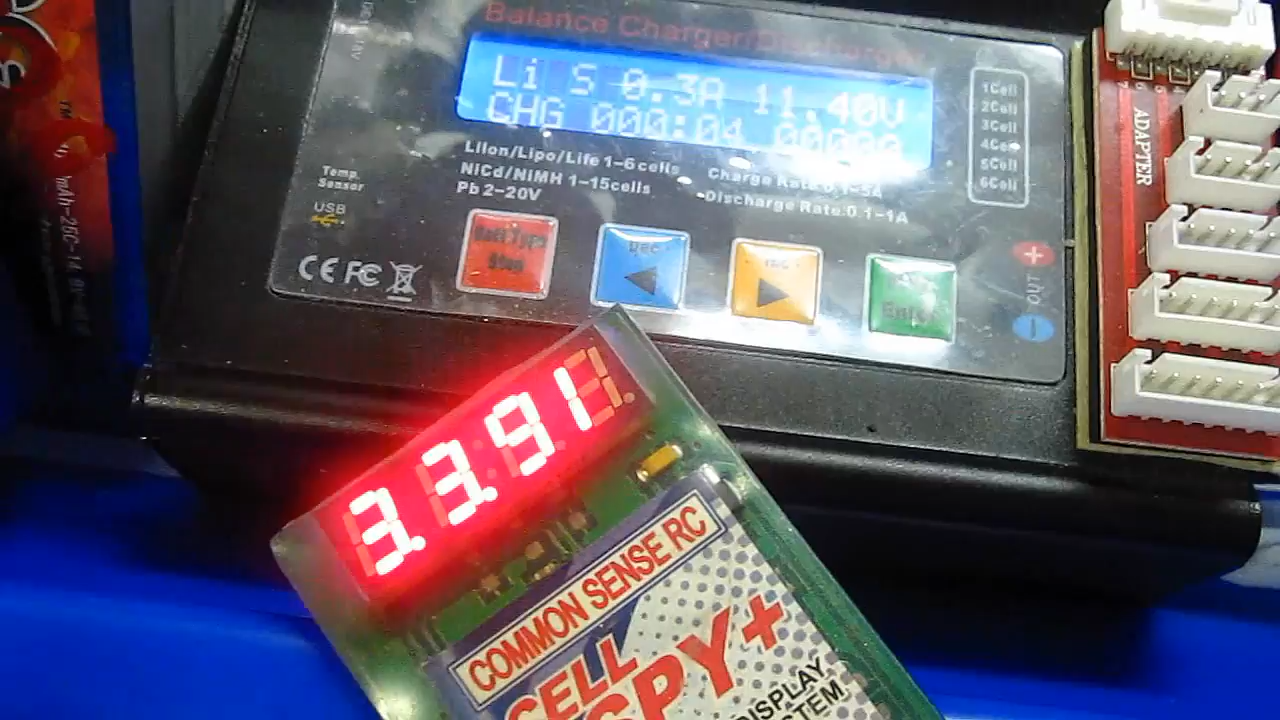 Balance Charger/Discharger
Li S 0.3A 11.40V
CHG 000:04 00000
LiIon/Lipo/Life 1-6cells
NiCd/NiMH 1-15cells
Pb 2-20V
Charge Rate:0.1-5A
Discharge Rate:0.1-1A
1Cell
2Cell
3Cell
4Cell
5Cell
6Cell
Temp.
Sensor
USB
Batt Type
Stop
Dec
Inc
Enter
CE FC
+
OUT
-
ADAPTER
3.3.91
COMMON SENSE RC
CELL
SPY+
DISPLAY